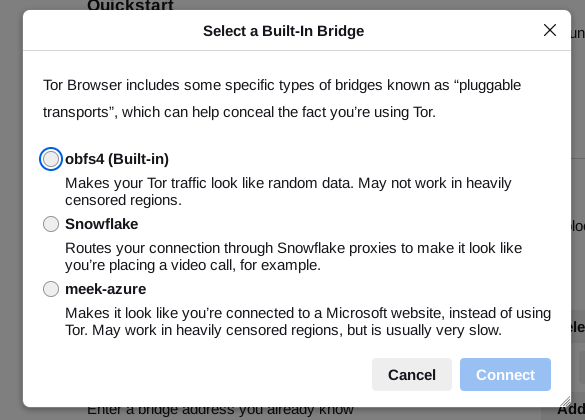 Quickstart
Select a Built-In Bridge
Tor Browser includes some specific types of bridges known as “pluggable
transports”, which can help conceal the fact you’re using Tor.
obfs4 (Built-in)
Makes your Tor traffic look like random data. May not work in heavily
censored regions.
Snowflake
Routes your connection through Snowflake proxies to make it look like
you’re placing a video call, for example.
meek-azure
Makes it look like you’re connected to a Microsoft website, instead of using
Tor. May work in heavily censored regions, but is usually very slow.
Cancel
Connect
Enter a bridge address you already know
Add